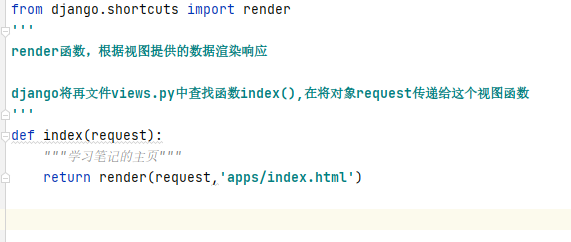 from django.shortcuts import render
'''
render函数，根据视图提供的数据渲染响应
django将再文件views.py中查找函数index(),在将对象request传递给这个视图函数
'''
def index(request):
    """学习笔记的主页"""
    return render(request,'apps/index.html')